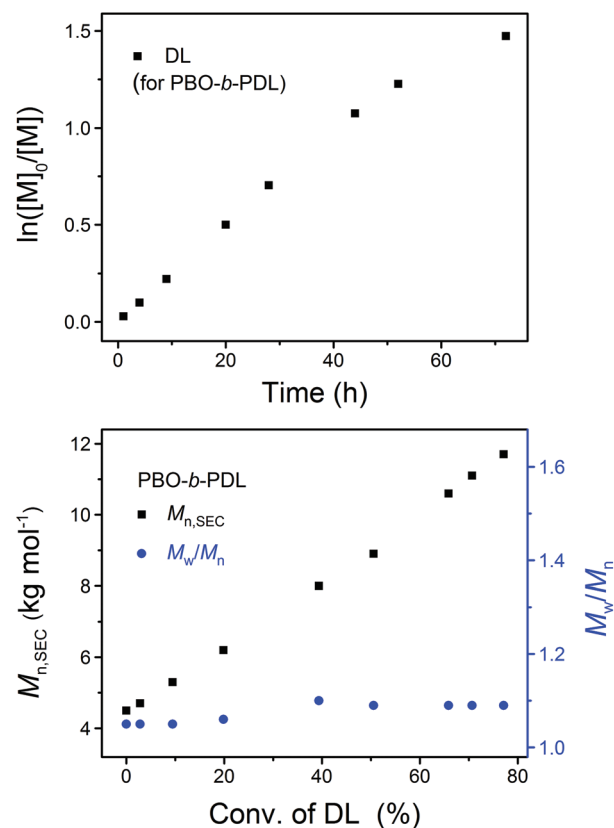 1.5
1.0
0.5
0.0
ln([M]₀/[M])
DL
(for PBO-b-PDL)
0 20 40 60 80
Time (h)
12
10
8
6
4
Mn,SEC (kg mol⁻¹)
PBO-b-PDL
Mn,SEC
Mw/Mn
1.6
1.4
1.2
1.0
Mw/Mn
0 20 40 60 80
Conv. of DL (%)